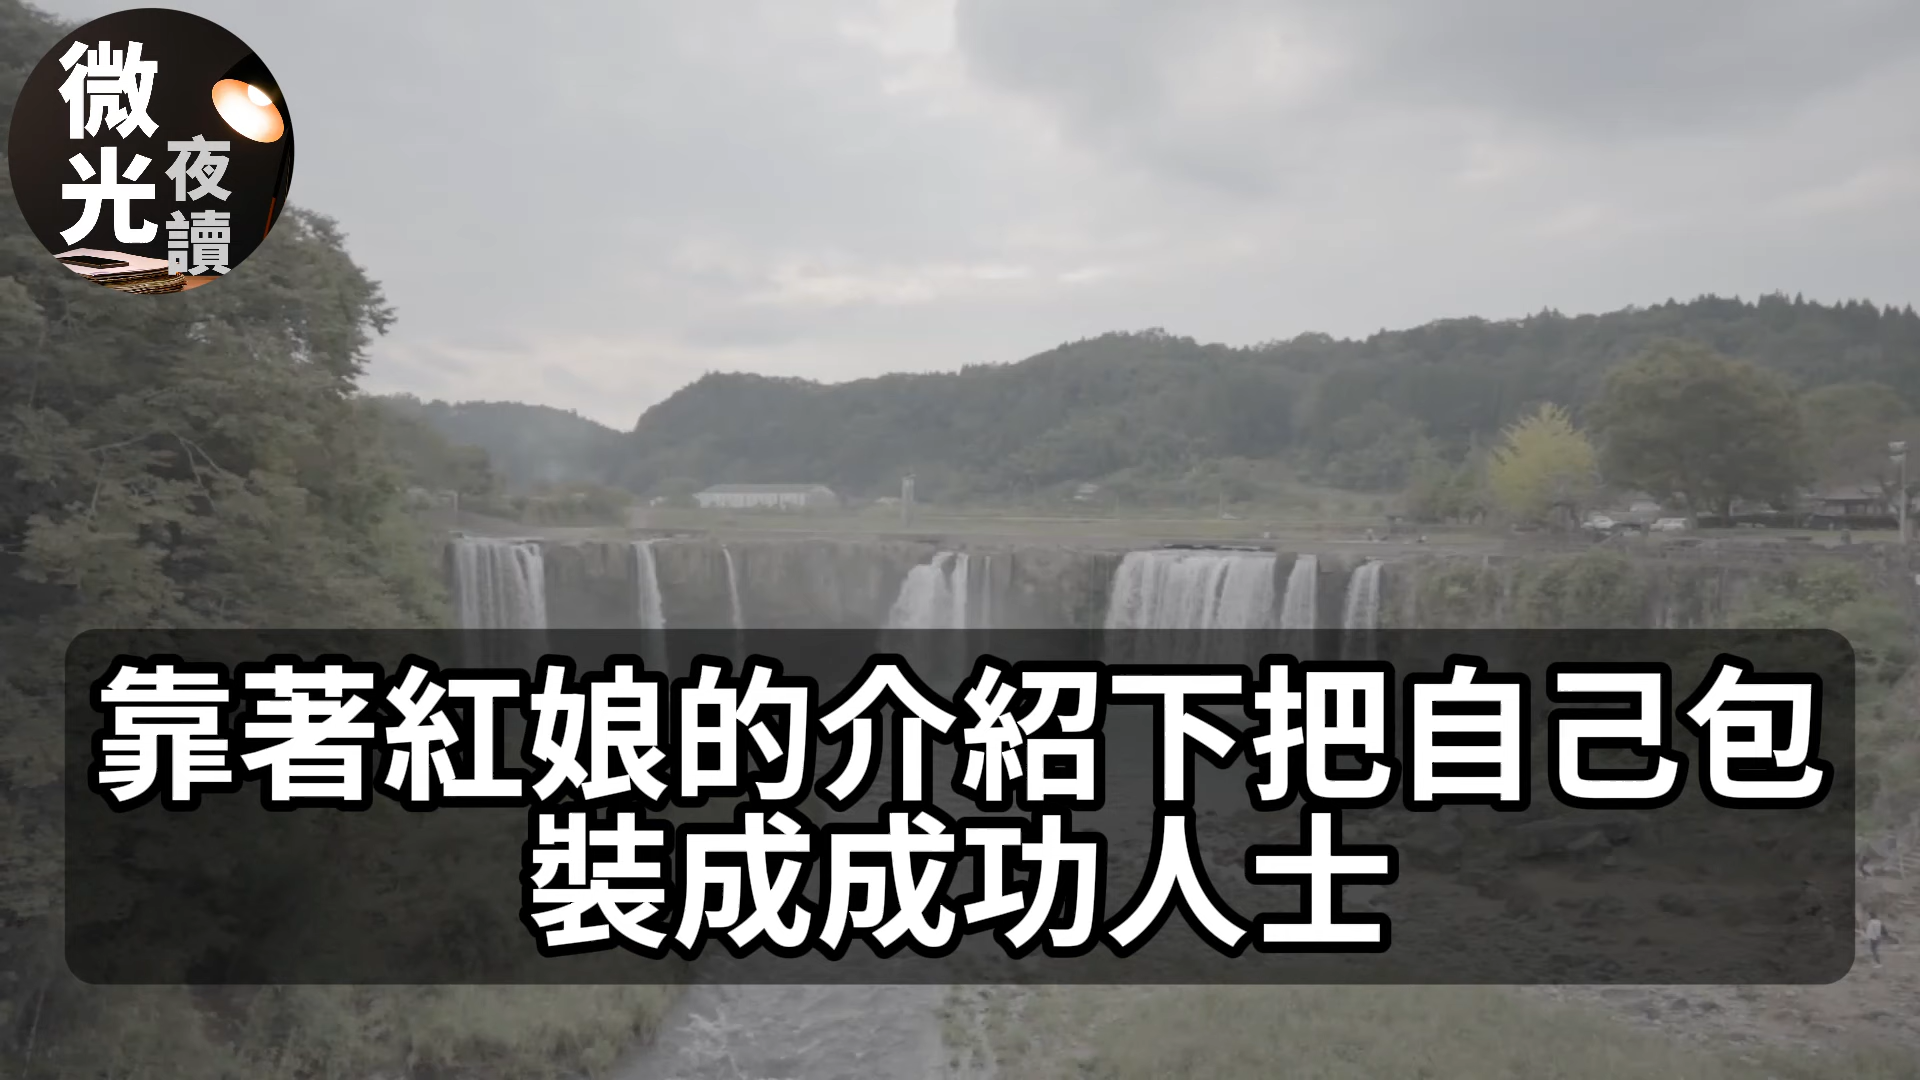 微光
夜讀
靠著紅娘的介紹下把自己包
裝成成功人士